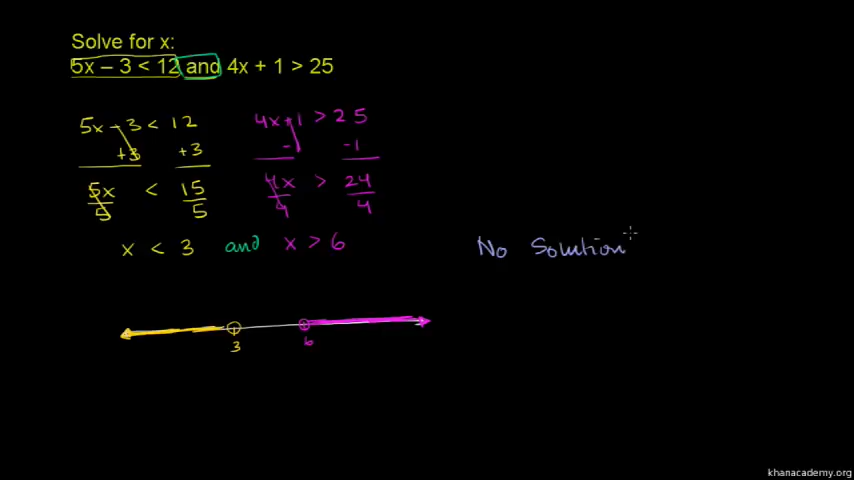 Solve for x:
5x – 3 < 12 and 4x + 1 > 25
5x - 3 < 12 4x + 1 > 25
+3 +3 -1 -1
5x/5 < 15/5 4x/4 > 24/4
x < 3 and x > 6
No Solution
3 6
khanacademy.org